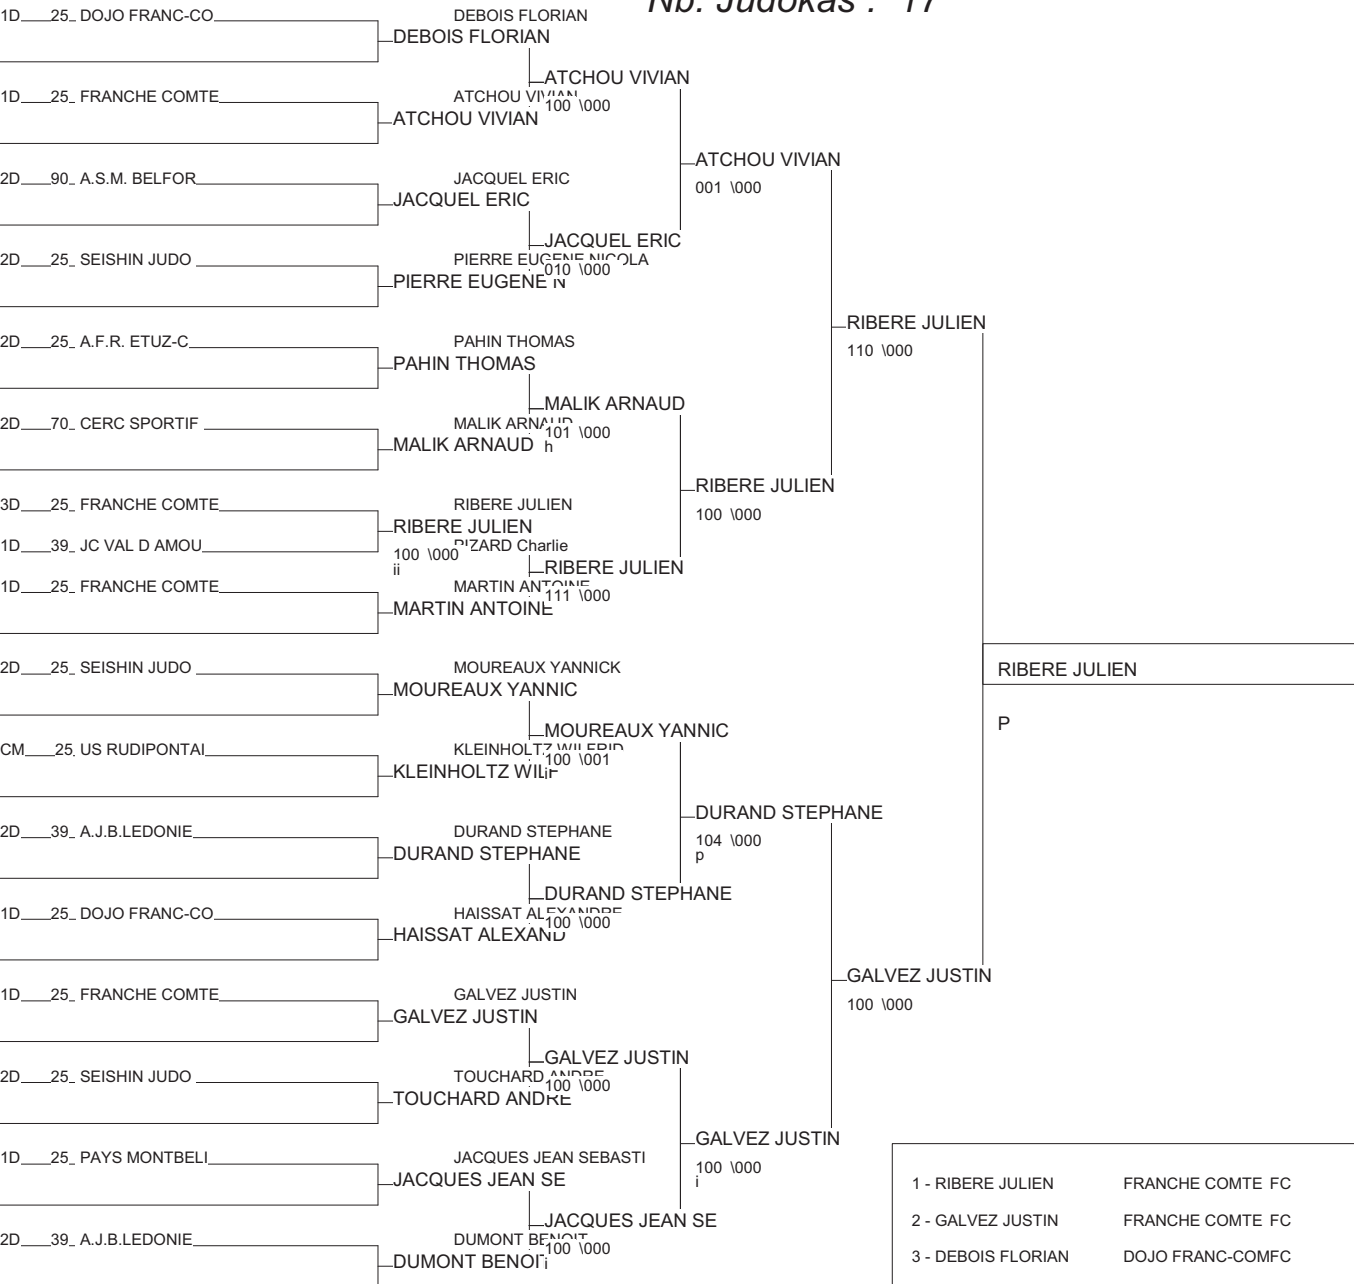 Nb. Judokas : 17
1D 25 DOJO FRANC-CO DEBOIS FLORIAN
DEBOIS FLORIAN
ATCHOU VIVIAN
1D 25 FRANCHE COMTE ATCHOU VIVIAN
100 \000
ATCHOU VIVIAN
ATCHOU VIVIAN
001 \000
2D 90 A.S.M. BELFOR JACQUEL ERIC
JACQUEL ERIC
JACQUEL ERIC
2D 25 SEISHIN JUDO PIERRE EUGENE NICOLA
010 \000
PIERRE EUGENE N
RIBERE JULIEN
110 \000
2D 25 A.F.R. ETUZ-C PAHIN THOMAS
PAHIN THOMAS
MALIK ARNAUD
2D 70 CERC SPORTIF MALIK ARNAUD
101 \000
MALIK ARNAUD h
RIBERE JULIEN
100 \000
3D 25 FRANCHE COMTE RIBERE JULIEN
RIBERE JULIEN
1D 39 JC VAL D AMOU PIZARD Charlie
100 \000
ii
RIBERE JULIEN
1D 25 FRANCHE COMTE MARTIN ANTOINE
111 \000
MARTIN ANTOINE
2D 25 SEISHIN JUDO MOUREAUX YANNICK
RIBERE JULIEN
MOUREAUX YANNIC
P
MOUREAUX YANNIC
CM 25 US RUDIPONTAI KLEINHOLTZ WILFRID
100 \001
KLEINHOLTZ WILF
i
DURAND STEPHANE
104 \000
p
2D 39 A.J.B.LEDONIE DURAND STEPHANE
DURAND STEPHANE
DURAND STEPHANE
1D 25 DOJO FRANC-CO HAISSAT ALEXANDRE
100 \000
HAISSAT ALEXAND
GALVEZ JUSTIN
100 \000
1D 25 FRANCHE COMTE GALVEZ JUSTIN
GALVEZ JUSTIN
GALVEZ JUSTIN
2D 25 SEISHIN JUDO TOUCHARD ANDRE
100 \000
TOUCHARD ANDRE
GALVEZ JUSTIN
100 \000
i
1D 25 PAYS MONTBELI JACQUES JEAN SEBASTI
JACQUES JEAN SE
JACQUES JEAN SE
2D 39 A.J.B.LEDONIE DUMONT BENOIT
100 \000
DUMONT BENOIT
i
1 - RIBERE JULIEN FRANCHE COMTE FC
2 - GALVEZ JUSTIN FRANCHE COMTE FC
3 - DEBOIS FLORIAN DOJO FRANC-COMFC